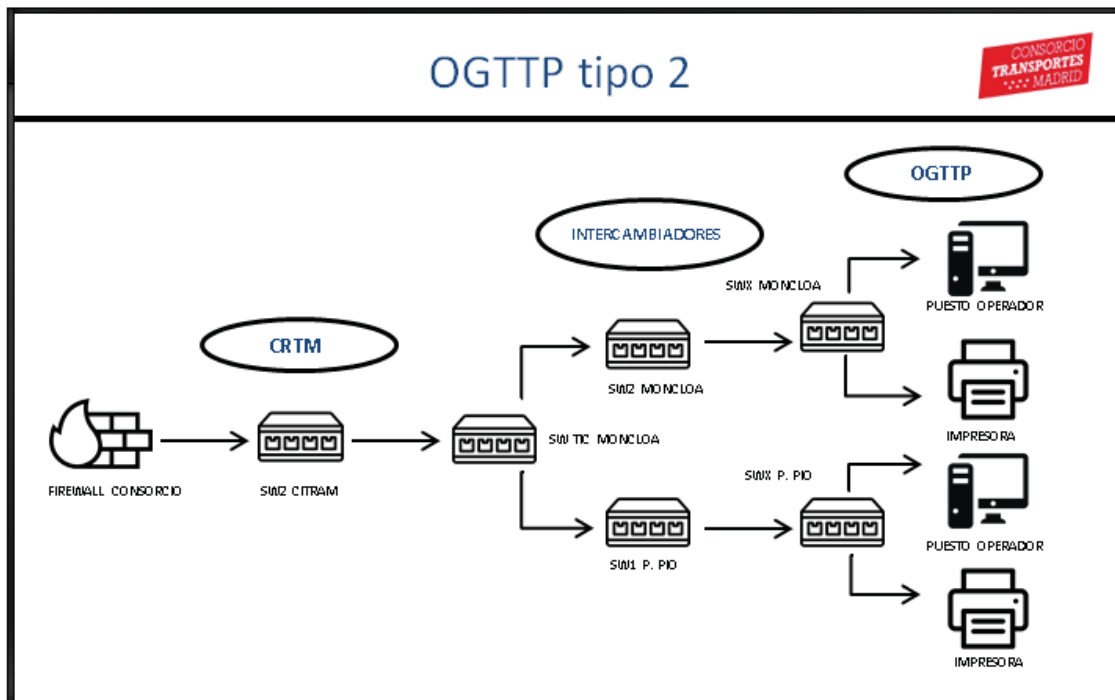 OGTTP tipo 2
CONSORCIO
TRANSPORTES
MADRID
OGTTP
INTERCAMBIADORES
CRTM
SWX MONCLOA
PUESTO OPERADOR
SW2 MONCLOA
IMPRESORA
SW TIC MONCLOA
FIREWALL CONSORCIO
SW2 CITRAM
SWX P. PIO
PUESTO OPERADOR
SW1 P. PIO
IMPRESORA